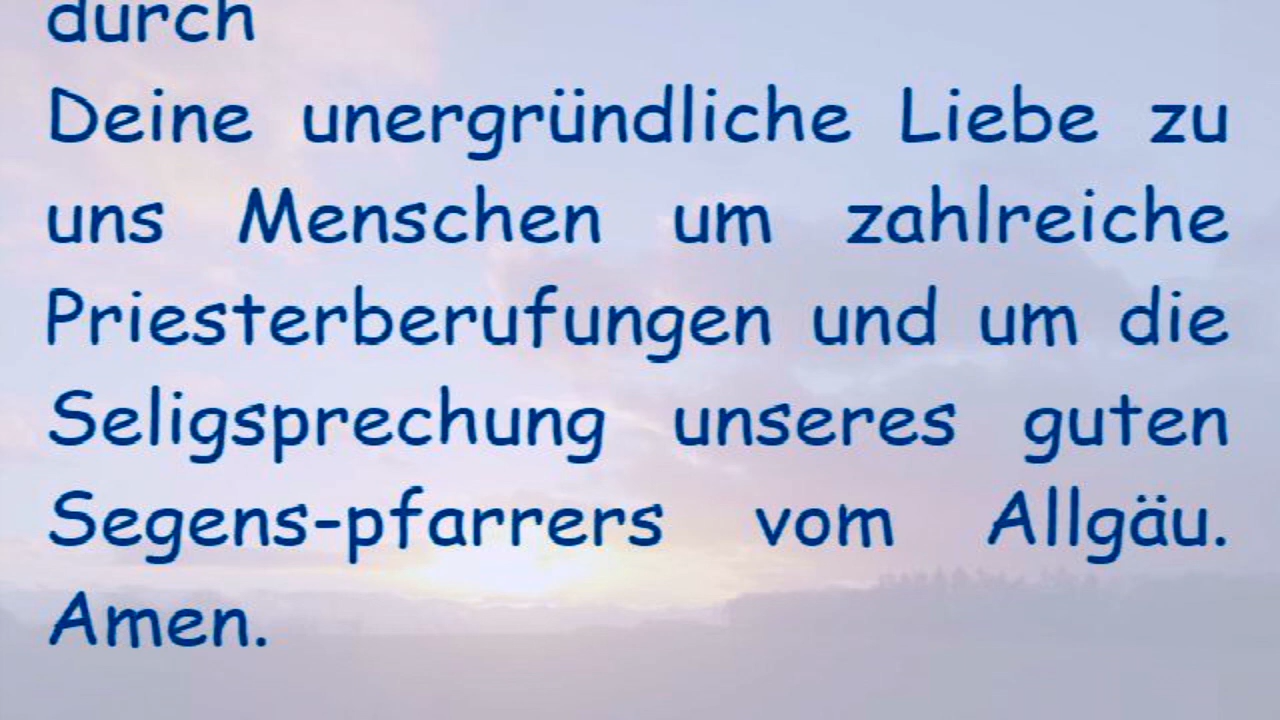 durch
Deine unergründliche Liebe zu
uns Menschen um zahlreiche
Priesterberufungen und um die
Seligsprechung unseres guten
Segens-pfarrers vom Allgäu.
Amen.